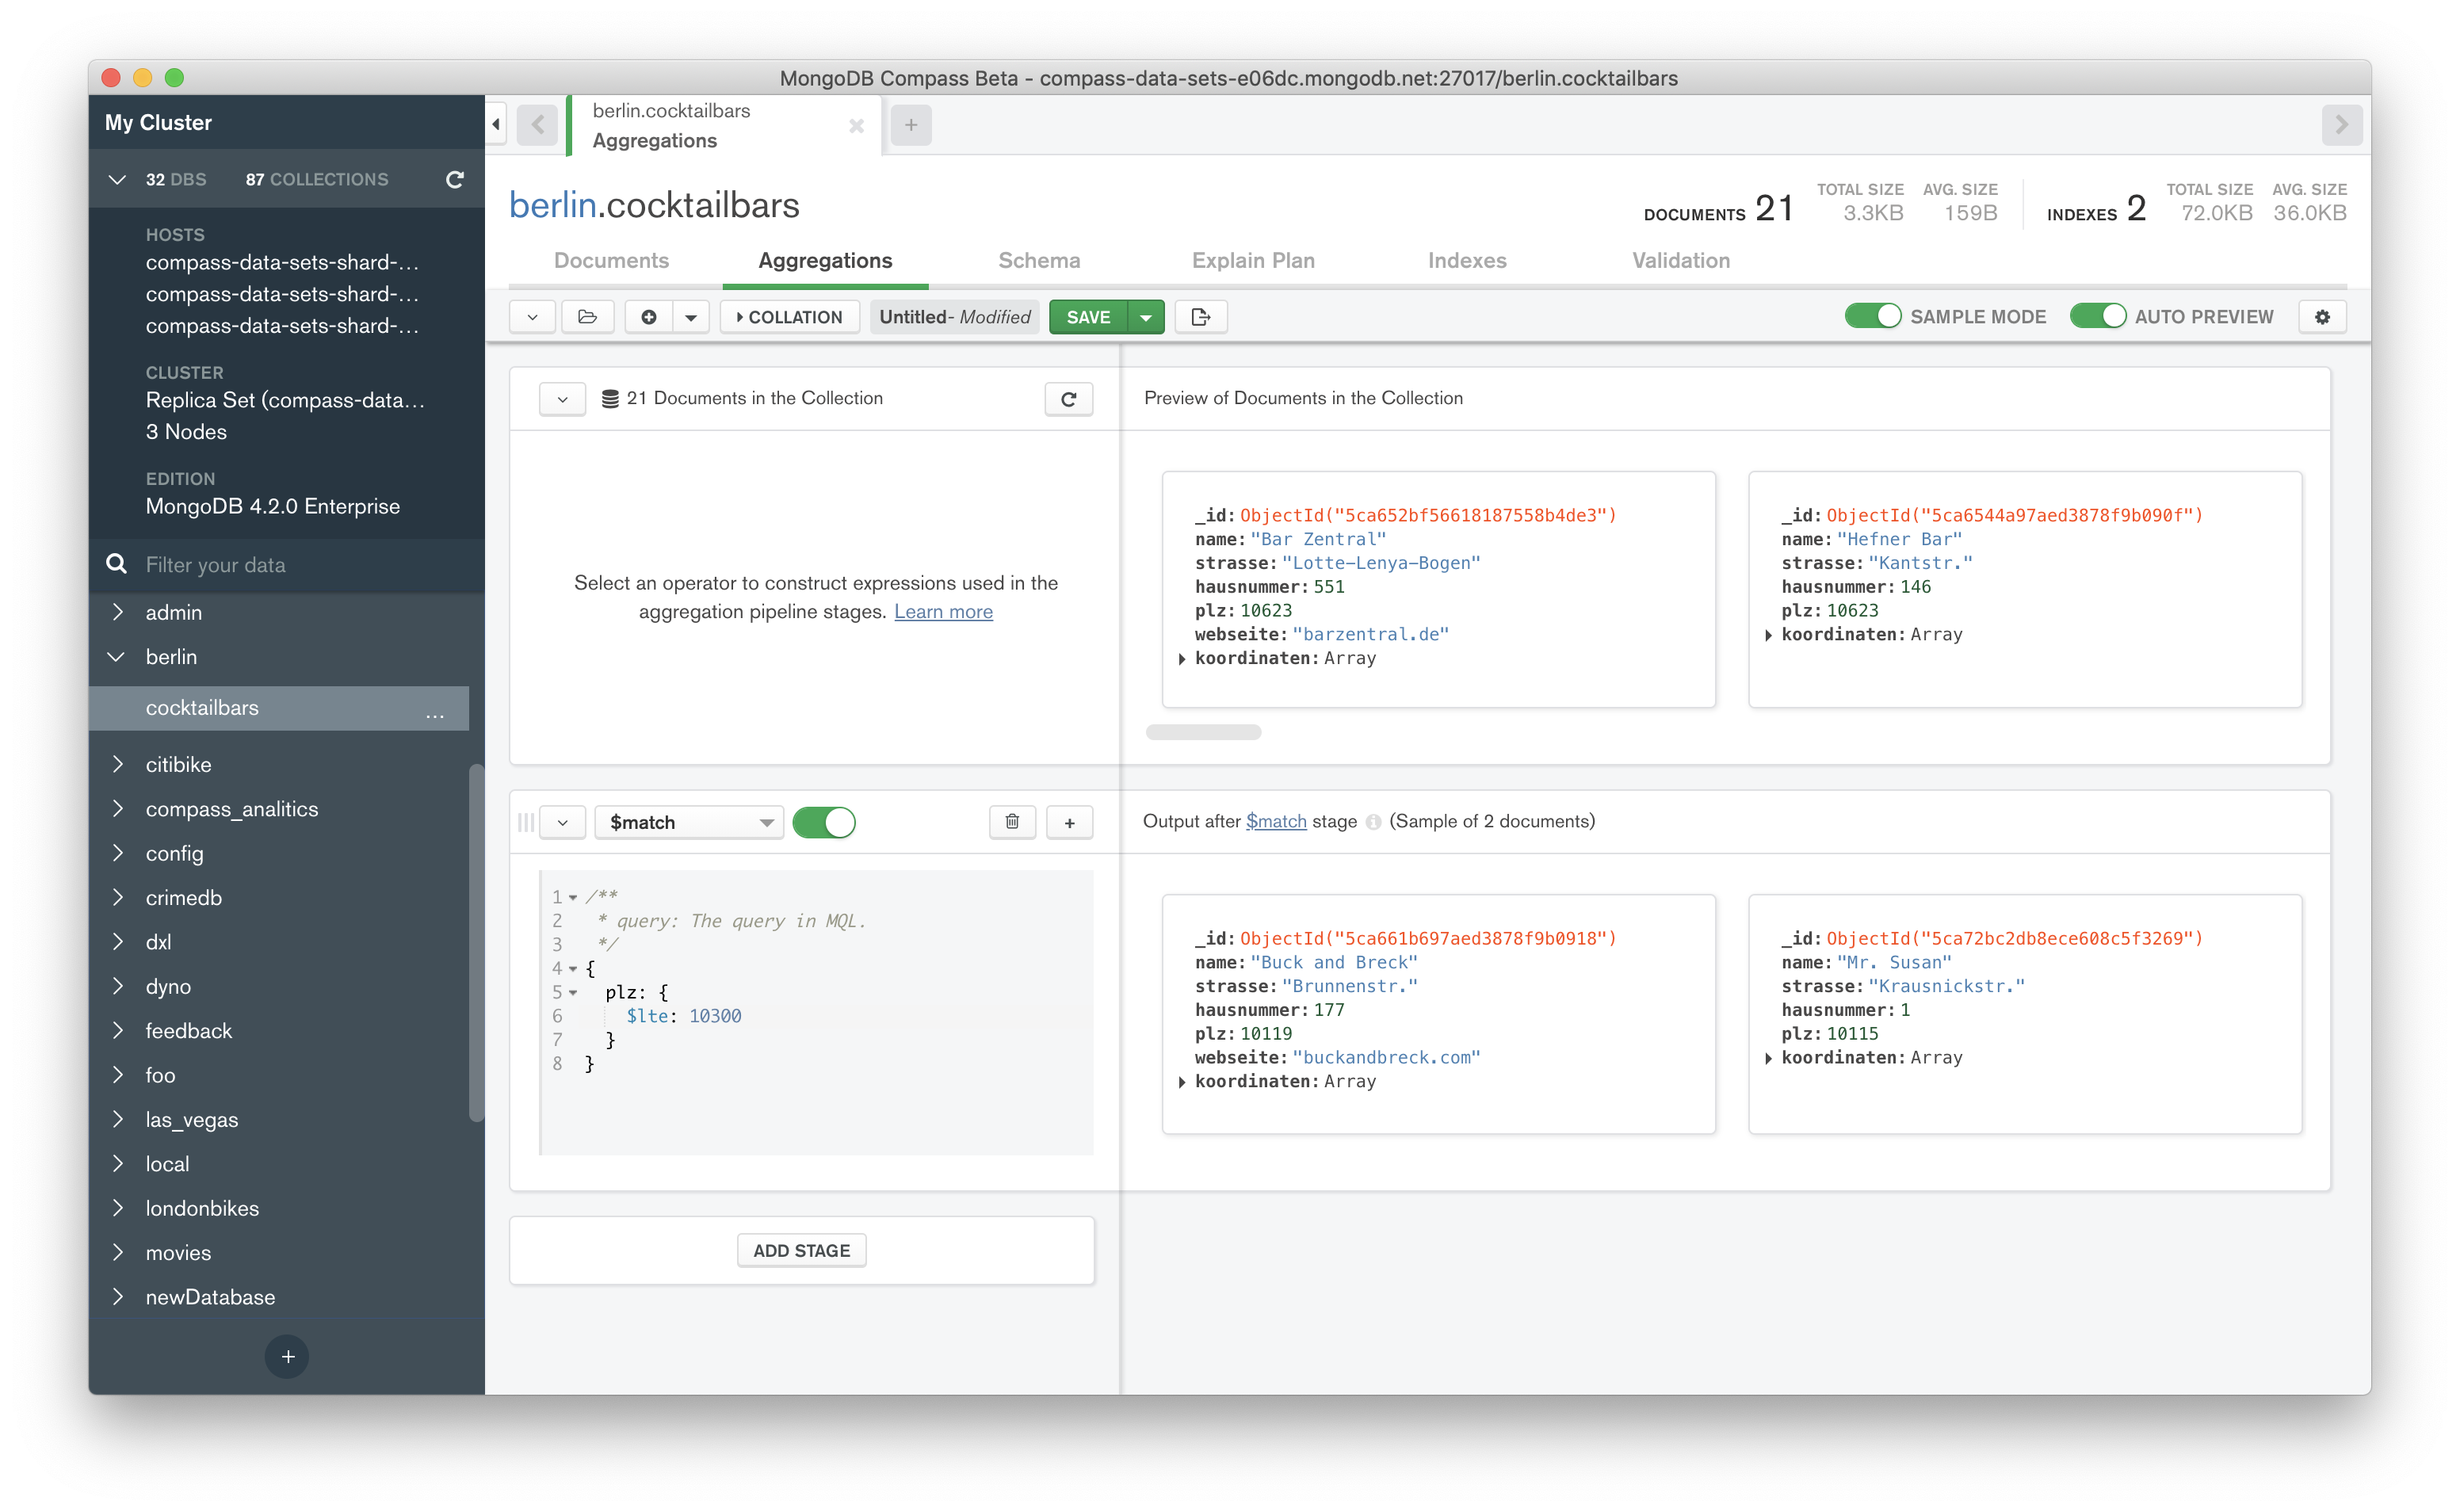 MongoDB Compass Beta - compass-data-sets-e06dc.mongodb.net:27017/berlin.cocktailbars
My Cluster
32 DBS 87 COLLECTIONS
HOSTS
compass-data-sets-shard-...
compass-data-sets-shard-...
compass-data-sets-shard-...
CLUSTER
Replica Set (compass-data...
3 Nodes
EDITION
MongoDB 4.2.0 Enterprise
Filter your data
admin
berlin
cocktailbars ...
citibike
compass_analitics
config
crimedb
dxl
dyno
feedback
foo
las_vegas
local
londonbikes
movies
newDatabase
+
berlin.cocktailbars
Aggregations
+
berlin.cocktailbars
DOCUMENTS 21 TOTAL SIZE 3.3KB AVG. SIZE 159B INDEXES 2 TOTAL SIZE 72.0KB AVG. SIZE 36.0KB
Documents Aggregations Schema Explain Plan Indexes Validation
COLLATION Untitled- Modified SAVE SAMPLE MODE AUTO PREVIEW
21 Documents in the Collection
Select an operator to construct expressions used in the
aggregation pipeline stages. Learn more
Preview of Documents in the Collection
_id: ObjectId("5ca652bf56618187558b4de3")
name: "Bar Zentral"
strasse: "Lotte-Lenya-Bogen"
hausnummer: 551
plz: 10623
webseite: "barzentral.de"
koordinaten: Array
_id: ObjectId("5ca6544a97aed3878f9b090f")
name: "Hefner Bar"
strasse: "Kantstr."
hausnummer: 146
plz: 10623
koordinaten: Array
$match +
1 /**
2 * query: The query in MQL.
3 */
4 {
5 plz: {
6 $lte: 10300
7 }
8 }
Output after $match stage (Sample of 2 documents)
_id: ObjectId("5ca661b697aed3878f9b0918")
name: "Buck and Breck"
strasse: "Brunnenstr."
hausnummer: 177
plz: 10119
webseite: "buckandbreck.com"
koordinaten: Array
_id: ObjectId("5ca72bc2db8ece608c5f3269")
name: "Mr. Susan"
strasse: "Krausnickstr."
hausnummer: 1
plz: 10115
koordinaten: Array
ADD STAGE